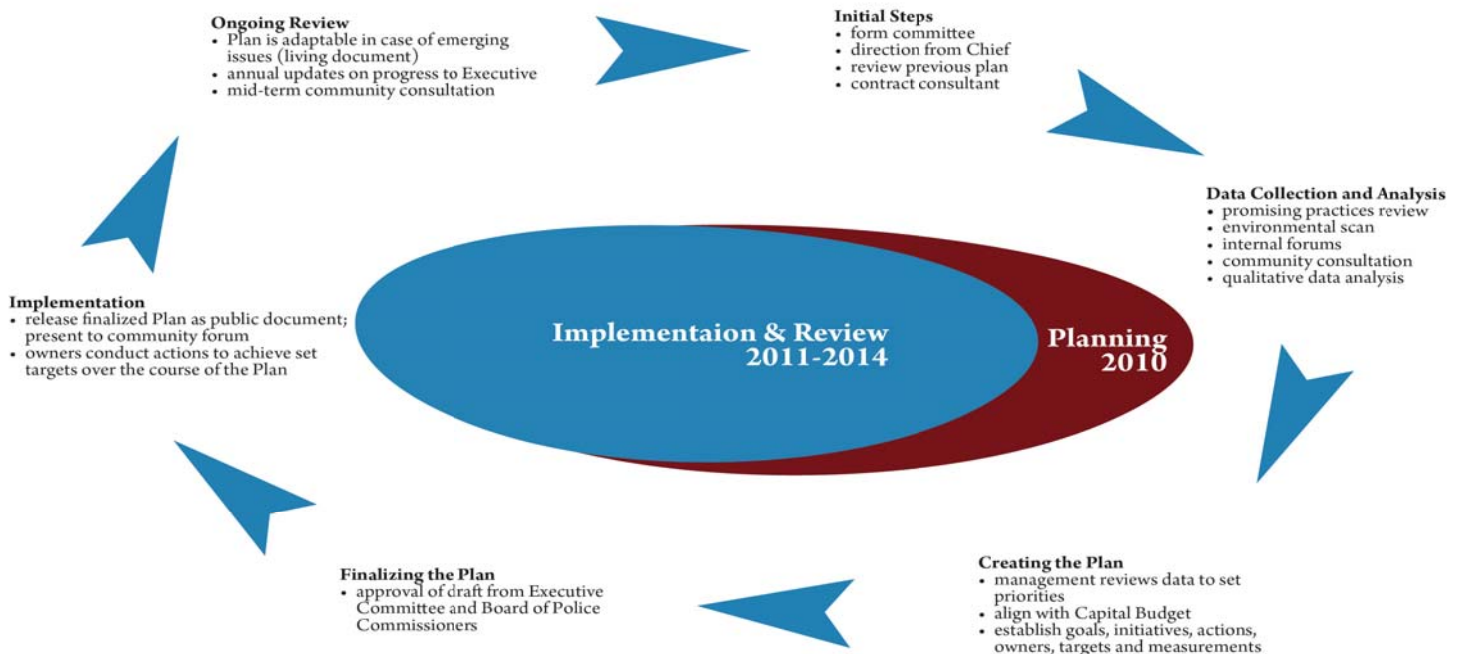 Ongoing Review
• Plan is adaptable in case of emerging
issues (living document)
• annual updates on progress to Executive
• mid-term community consultation
Initial Steps
• form committee
• direction from Chief
• review previous plan
• contract consultant
Data Collection and Analysis
• promising practices review
• environmental scan
• internal forums
• community consultation
• qualitative data analysis
Implementation
• release finalized Plan as public document;
present to community forum
• owners conduct actions to achieve set
targets over the course of the Plan
Implementaion & Review
2011-2014
Planning
2010
Finalizing the Plan
• approval of draft from Executive
Committee and Board of Police
Commissioners
Creating the Plan
• management reviews data to set
priorities
• align with Capital Budget
• establish goals, initiatives, actions,
owners, targets and measurements